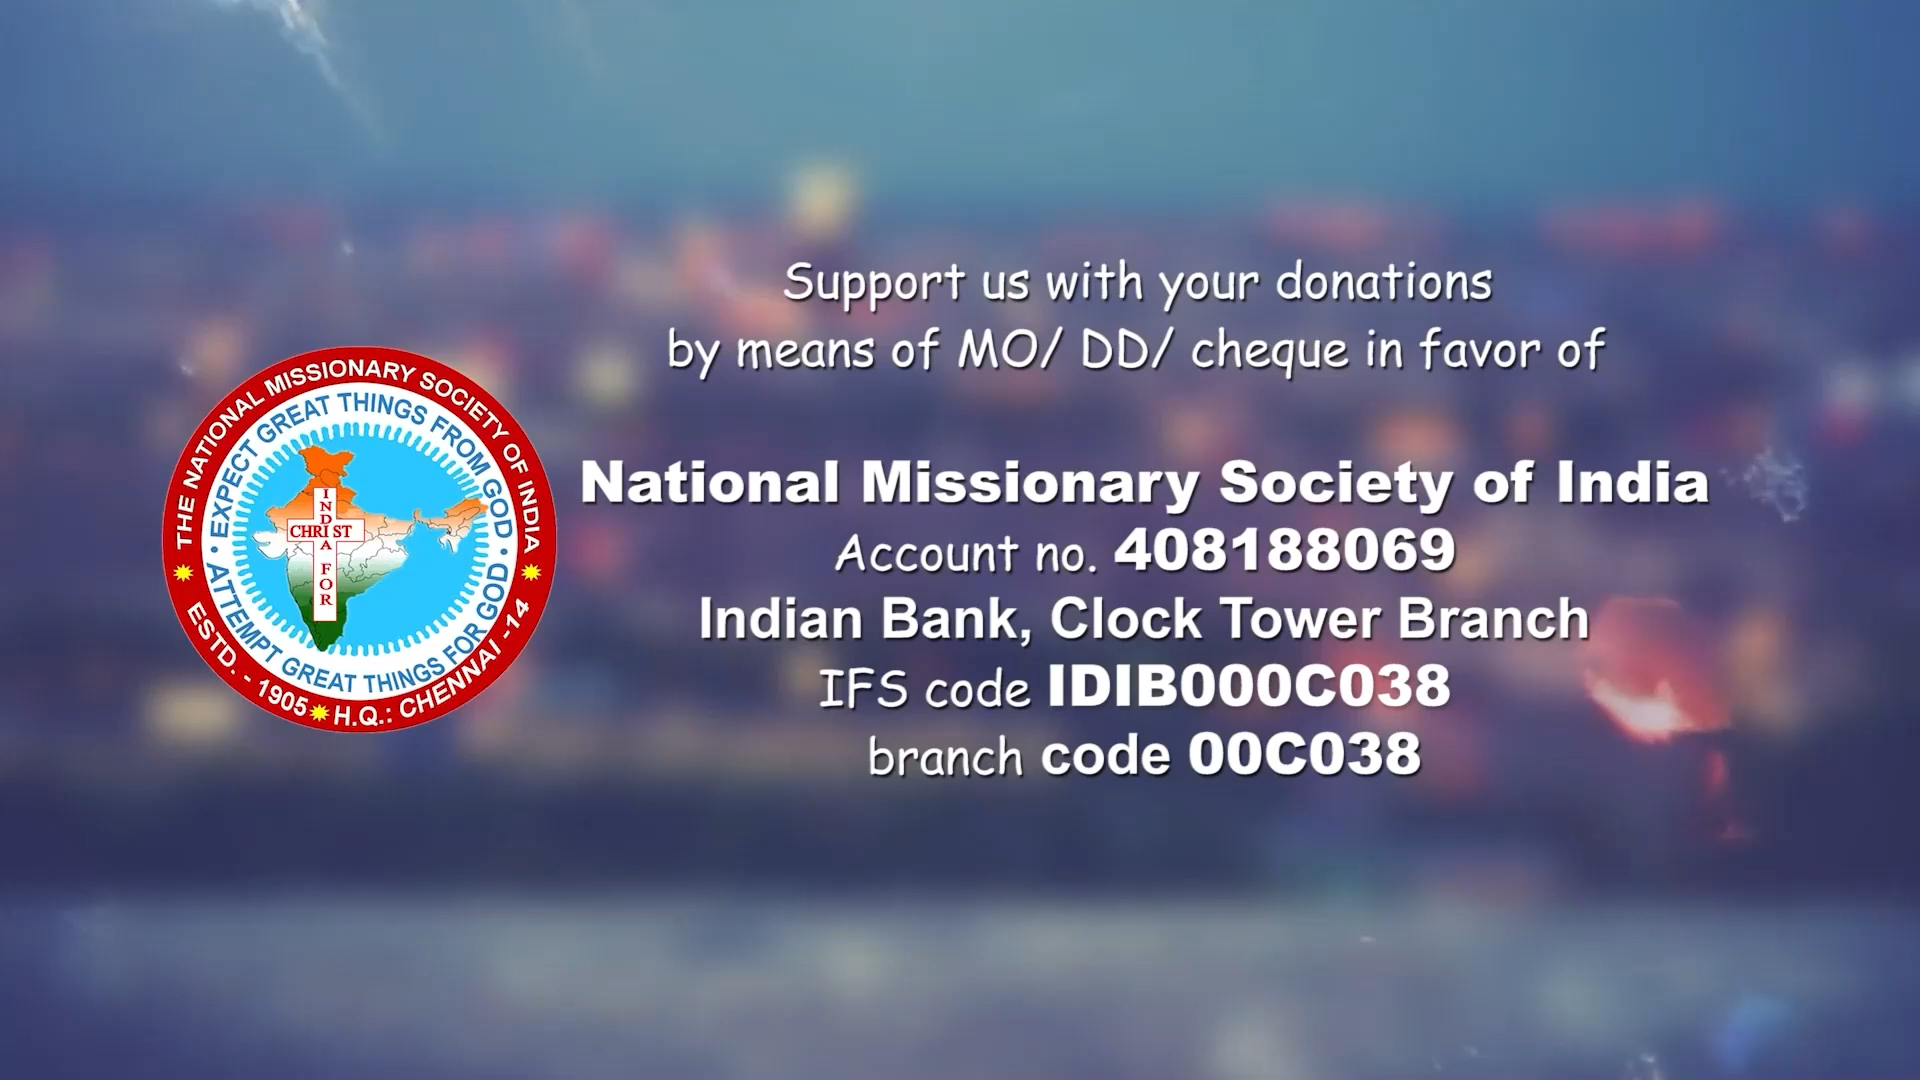 THE NATIONAL MISSIONARY SOCIETY OF INDIA
ESTD. - 1905 H.Q.: CHENNAI -14
· EXPECT GREAT THINGS FROM GOD ·
ATTEMPT GREAT THINGS FOR GOD
INDIA FOR
CHRIST
Support us with your donations
by means of MO/ DD/ cheque in favor of
National Missionary Society of India
Account no. 408188069
Indian Bank, Clock Tower Branch
IFS code IDIB000C038
branch code 00C038